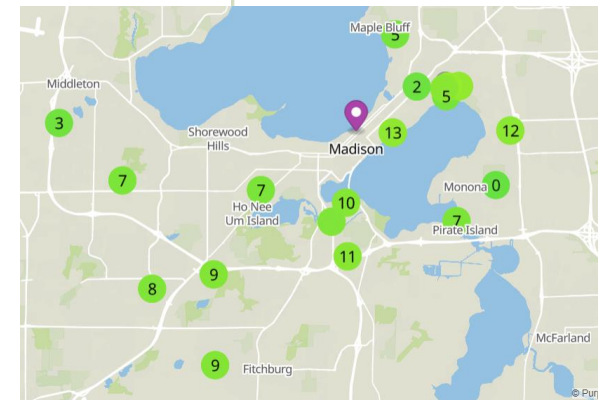 Maple Bluff
5
Middleton
2
5
3
Shorewood
Hills
13
Madison
12
7
7
Monona
0
Ho Nee
Um Island
10
7
Pirate Island
11
9
8
McFarland
9
Fitchburg